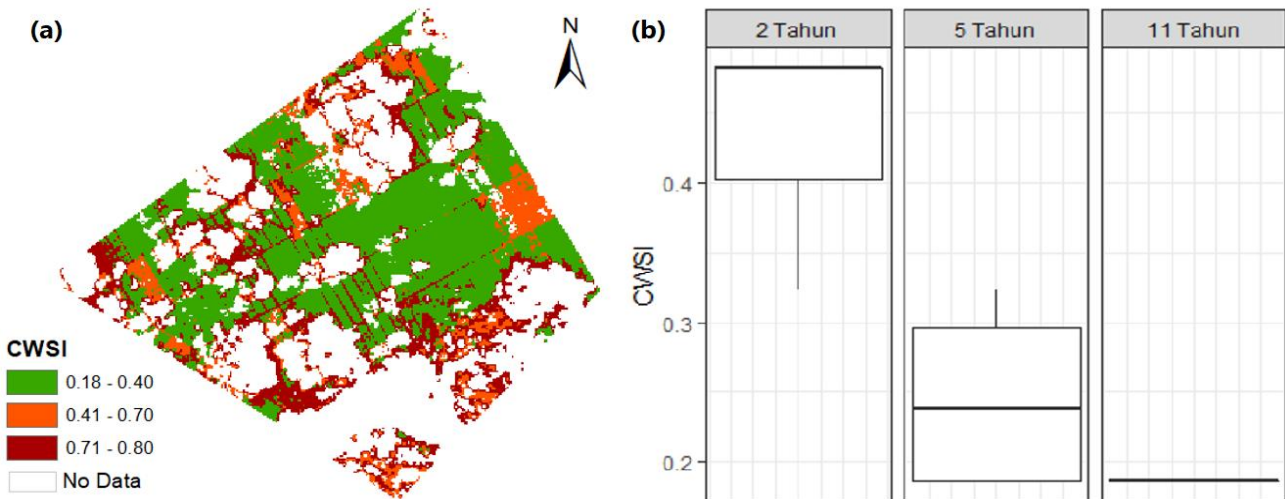 (a)
N
CWSI
0.18 - 0.40
0.41 - 0.70
0.71 - 0.80
No Data
(b)
2 Tahun
5 Tahun
11 Tahun
CWSI
0.4
0.3
0.2